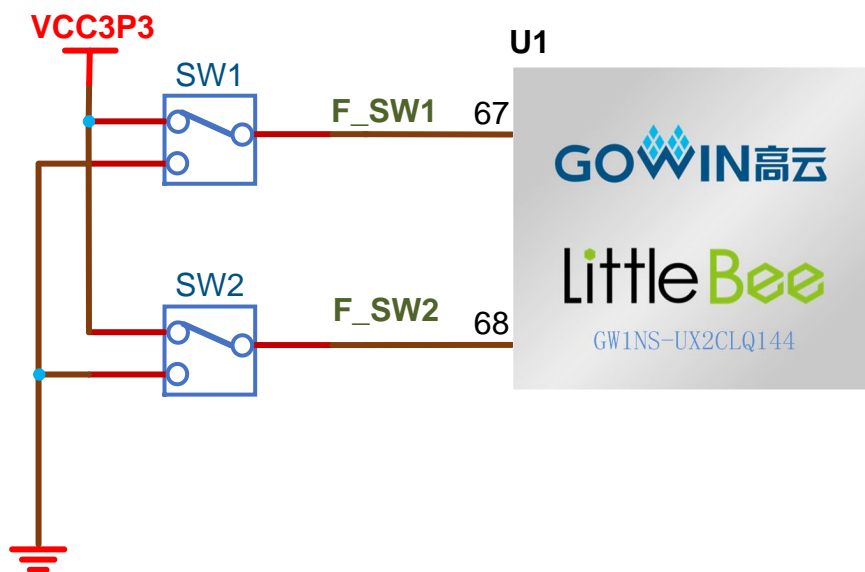 VCC3P3
U1
SW1
F_SW1
67
GOWIN高云
LittleBee
GW1NS-UX2CLQ144
SW2
F_SW2
68